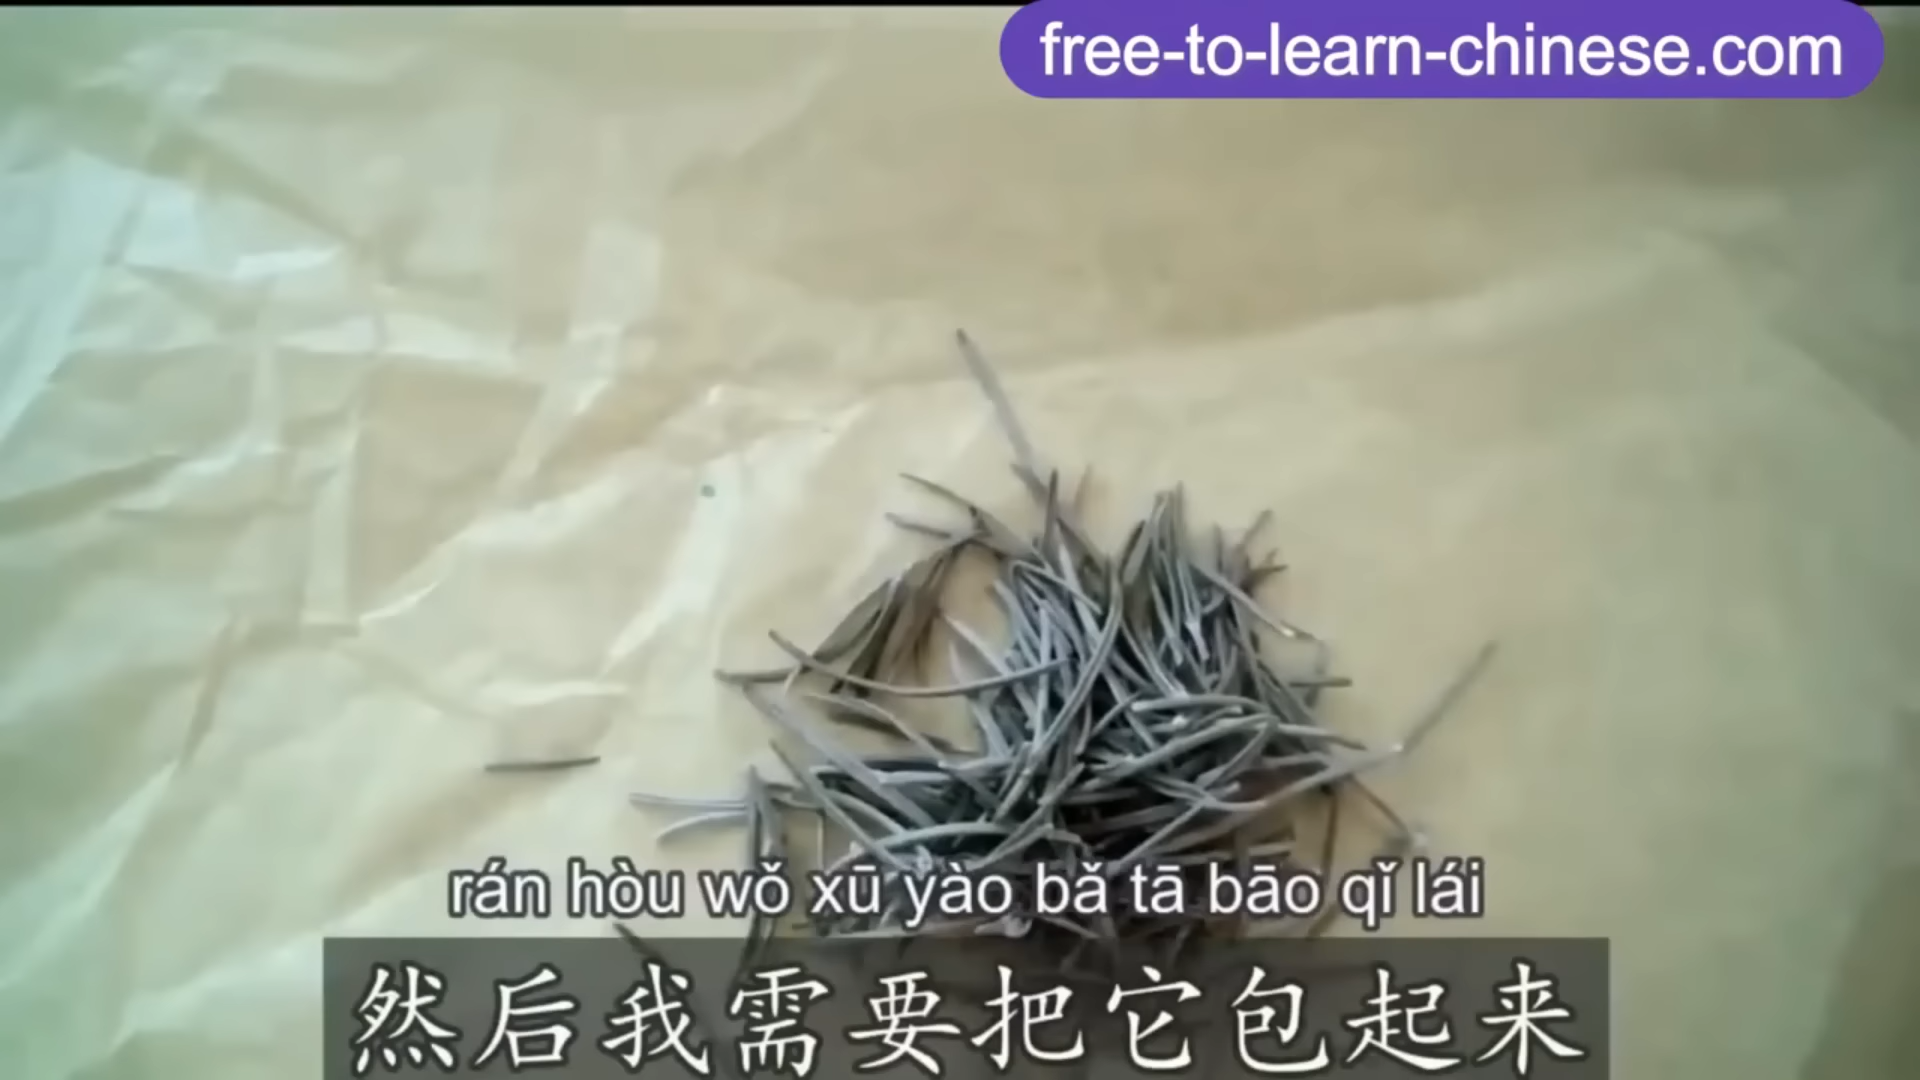 free-to-learn-chinese.com
rán hòu wǒ xū yào bǎ tā bāo qǐ lái
然后我需要把它包起来